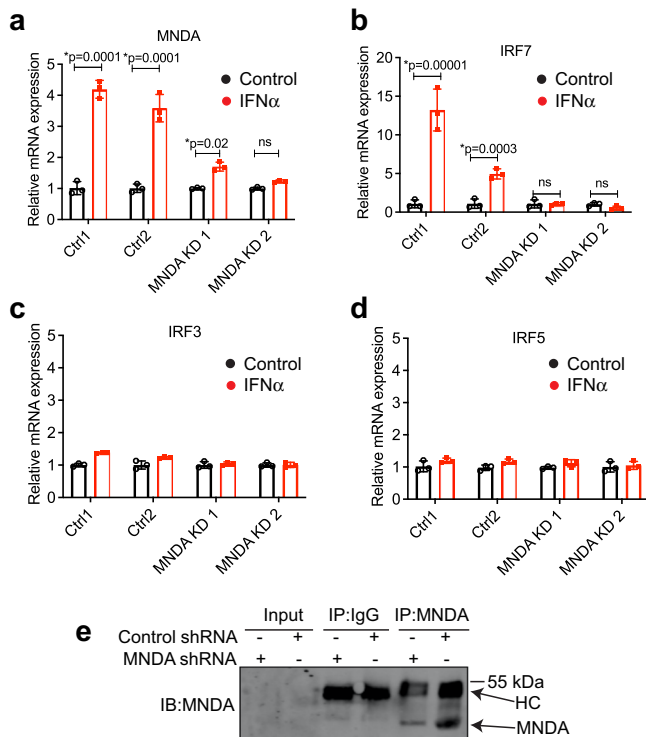 a
MNDA
Relative mRNA expression
5
4
3
2
1
0
*p=0.0001
*p=0.0001
*p=0.02
ns
Control
IFNα
Ctrl1
Ctrl2
MNDA KD 1
MNDA KD 2
b
IRF7
Relative mRNA expression
20
15
10
5
0
*p=0.00001
*p=0.0003
ns
ns
Control
IFNα
Ctrl1
Ctrl2
MNDA KD 1
MNDA KD 2
c
IRF3
Relative mRNA expression
5
4
3
2
1
0
Control
IFNα
Ctrl1
Ctrl2
MNDA KD 1
MNDA KD 2
d
IRF5
Relative mRNA expression
5
4
3
2
1
0
Control
IFNα
Ctrl1
Ctrl2
MNDA KD 1
MNDA KD 2
e
Input IP:IgG IP:MNDA
Control shRNA - + - + - +
MNDA shRNA + - + - + -
IB:MNDA
55 kDa
HC
MNDA